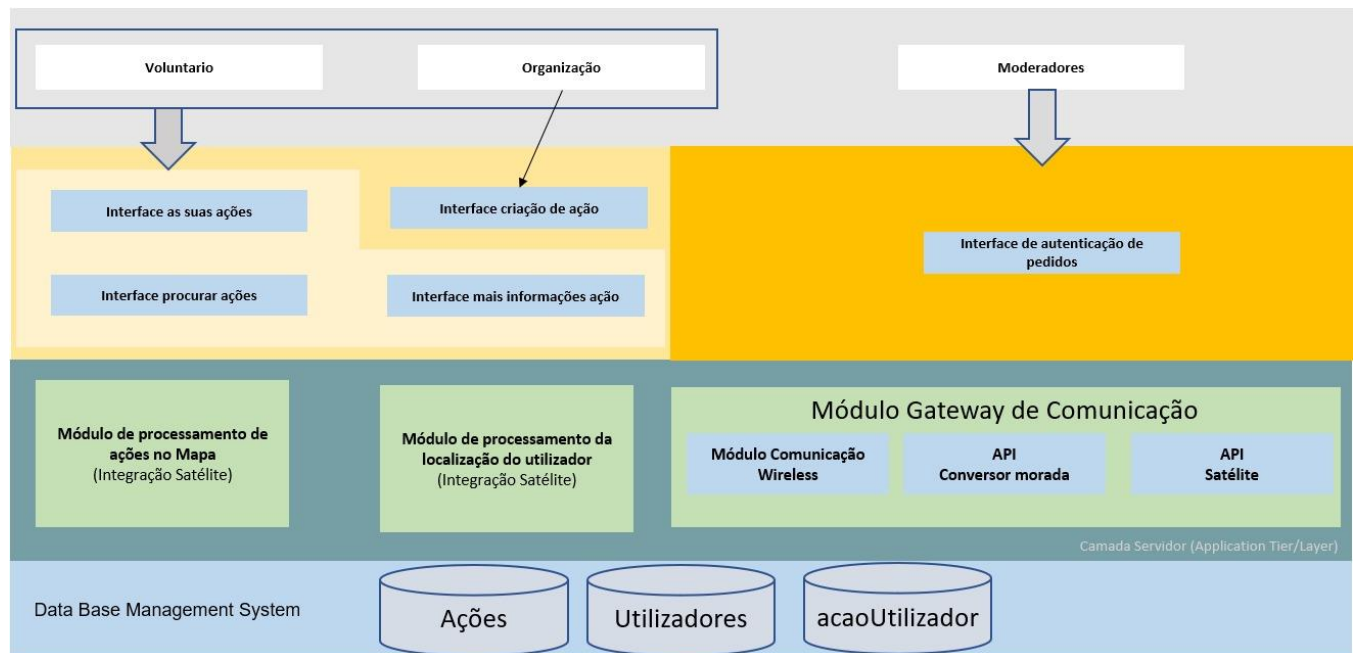 Voluntario
Organização
Moderadores
Interface as suas ações
Interface criação de ação
Interface de autenticação de
pedidos
Interface procurar ações
Interface mais informações ação
Módulo de processamento de
ações no Mapa
(Integração Satélite)
Módulo de processamento da
localização do utilizador
(Integração Satélite)
Módulo Gateway de Comunicação
Módulo Comunicação
Wireless
API
Conversor morada
API
Satélite
Camada Servidor (Application Tier/Layer)
Data Base Management System
Ações
Utilizadores
acaoUtilizador